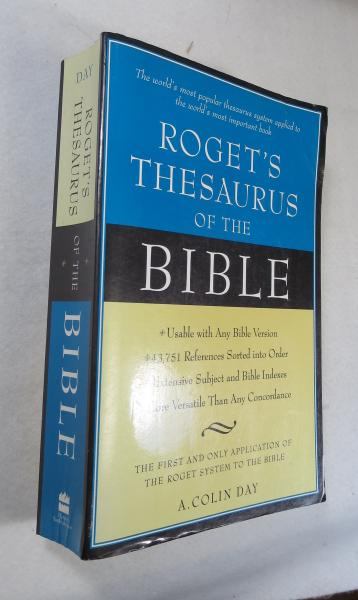 The world's most popular thesaurus system applied to
the world's most important book
ROGET'S
THESAURUS
OF THE
BIBLE
Usable with Any Bible Version
43,751 References Sorted into Order
Extensive Subject and Bible Indexes
More Versatile Than Any Concordance
THE FIRST AND ONLY APPLICATION OF
THE ROGET SYSTEM TO THE BIBLE
A. COLIN DAY
DAY
ROGET'S
THESAURUS
OF THE
BIBLE